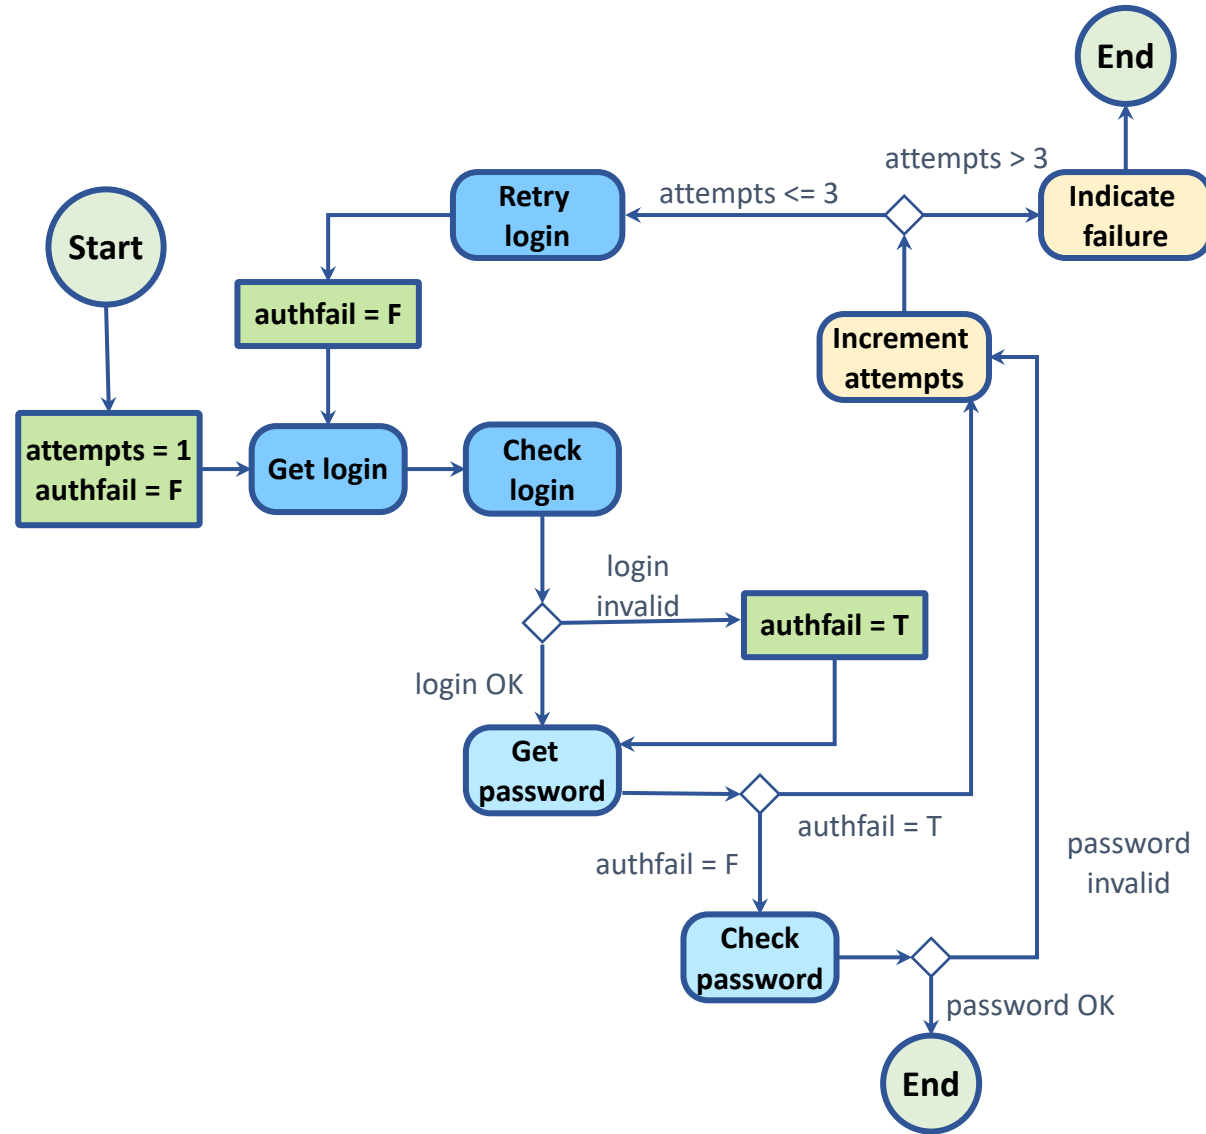 End
attempts > 3
Retry
login
attempts <= 3
Indicate
failure
Start
authfail = F
Increment
attempts
attempts = 1
authfail = F
Get login
Check
login
login
invalid
authfail = T
login OK
Get
password
authfail = T
authfail = F
password
invalid
Check
password
password OK
End